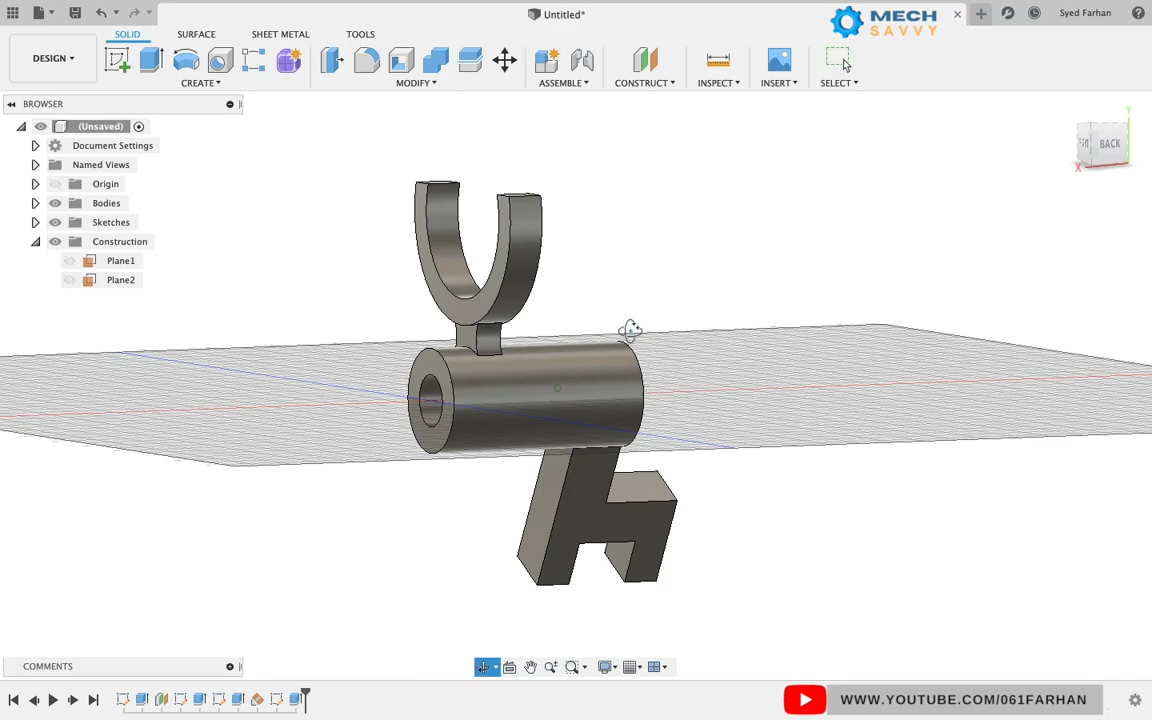 Untitled*
MECH
SAVVY
Syed Farhan
DESIGN
SOLID
SURFACE
SHEET METAL
TOOLS
CREATE
MODIFY
ASSEMBLE
CONSTRUCT
INSPECT
INSERT
SELECT
BROWSER
(Unsaved)
Document Settings
Named Views
Origin
Bodies
Sketches
Construction
Plane1
Plane2
Y
BACK
X
COMMENTS
WWW.YOUTUBE.COM/061FARHAN